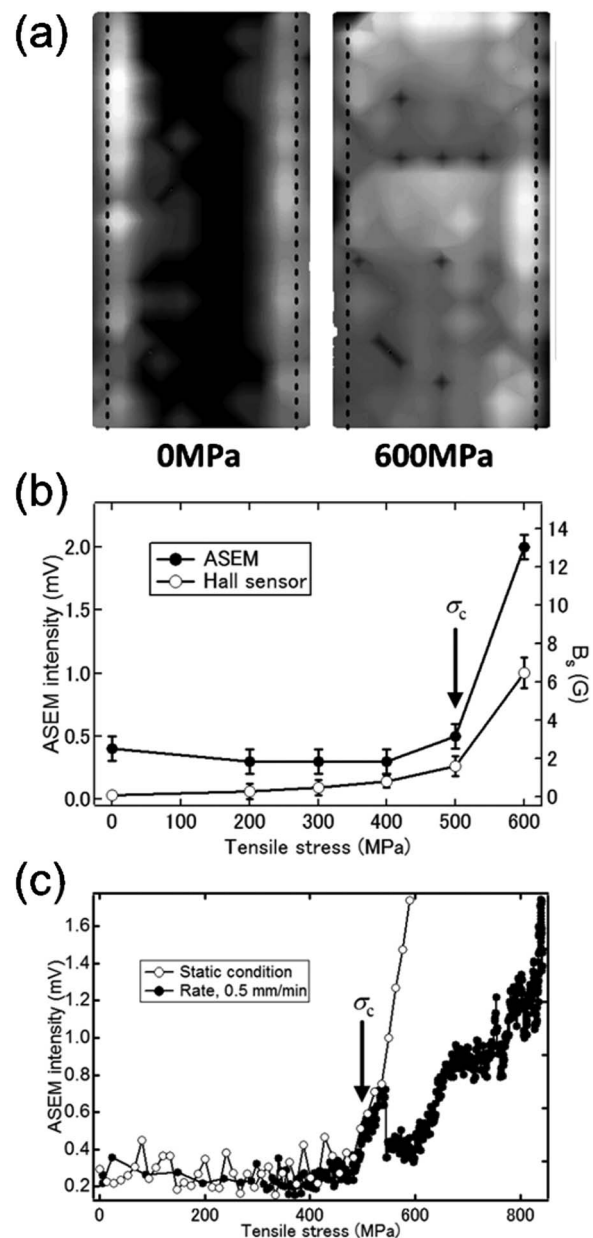 (a)
0MPa
600MPa
(b)
ASEM intensity (mV)
2.0
1.5
1.0
0.5
0.0
ASEM
Hall sensor
σc
14
12
10
8
6
4
2
0
Bs (G)
0 100 200 300 400 500 600
Tensile stress (MPa)
(c)
ASEM intensity (mV)
1.6
1.4
1.2
1.0
0.8
0.6
0.4
0.2
Static condition
Rate, 0.5 mm/min
σc
0 200 400 600 800
Tensile stress (MPa)